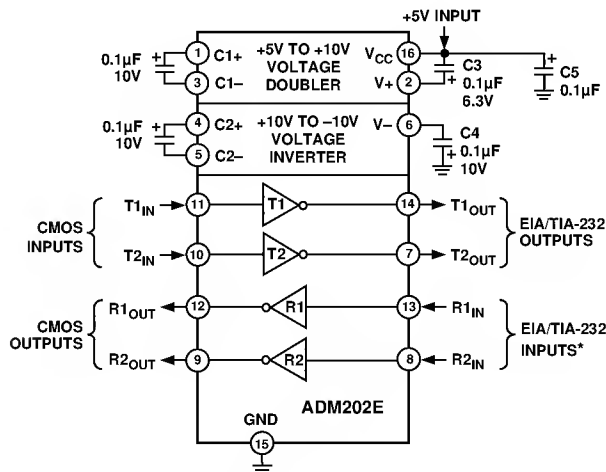 +5V INPUT
0.1µF
10V
1 C1+
3 C1–
+5V TO +10V
VOLTAGE
DOUBLER
VCC 16
V+ 2
C3
0.1µF
6.3V
C5
0.1µF
0.1µF
10V
4 C2+
5 C2–
+10V TO –10V
VOLTAGE
INVERTER
V– 6
C4
0.1µF
10V
CMOS
INPUTS
T1IN 11 T1 14 T1OUT
T2IN 10 T2 7 T2OUT
EIA/TIA-232
OUTPUTS
CMOS
OUTPUTS
R1OUT 12 R1 13 R1IN
R2OUT 9 R2 8 R2IN
EIA/TIA-232
INPUTS*
GND
15
ADM202E